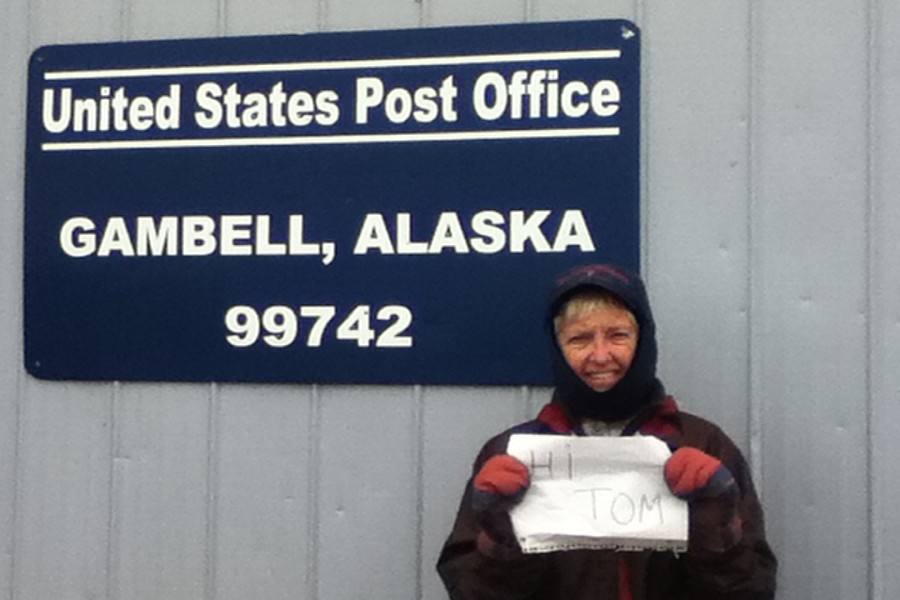 United States Post Office
GAMBELL, ALASKA
99742
Hi
TOM